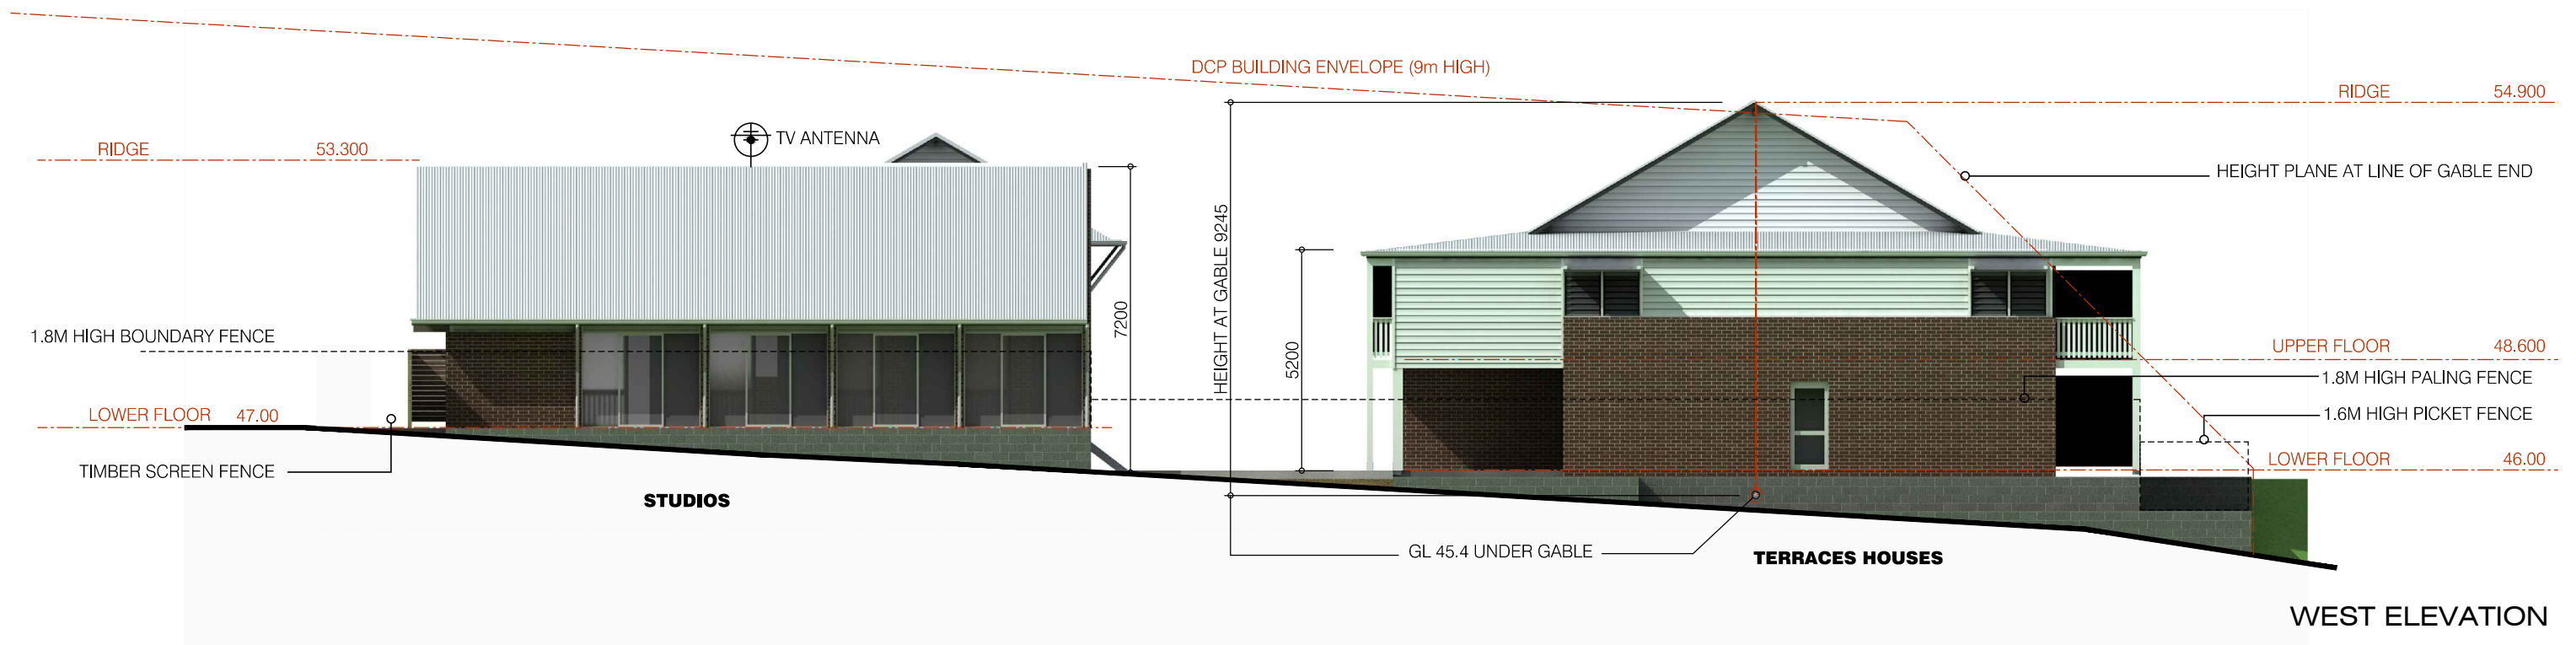 DCP BUILDING ENVELOPE (9m HIGH)
RIDGE 54.900
TV ANTENNA
RIDGE 53.300
HEIGHT PLANE AT LINE OF GABLE END
HEIGHT AT GABLE 9245
7200
5200
1.8M HIGH BOUNDARY FENCE
UPPER FLOOR 48.600
1.8M HIGH PALING FENCE
LOWER FLOOR 47.00
1.6M HIGH PICKET FENCE
LOWER FLOOR 46.00
TIMBER SCREEN FENCE
STUDIOS
GL 45.4 UNDER GABLE
TERRACES HOUSES
WEST ELEVATION